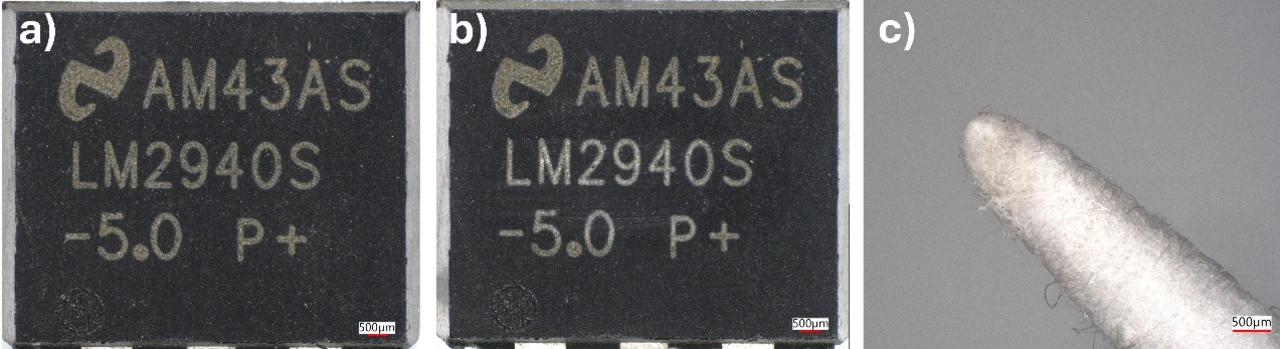 a)
AM43AS
LM2940S
-5.0 P+
500µm
b)
AM43AS
LM2940S
-5.0 P+
500µm
c)
500µm